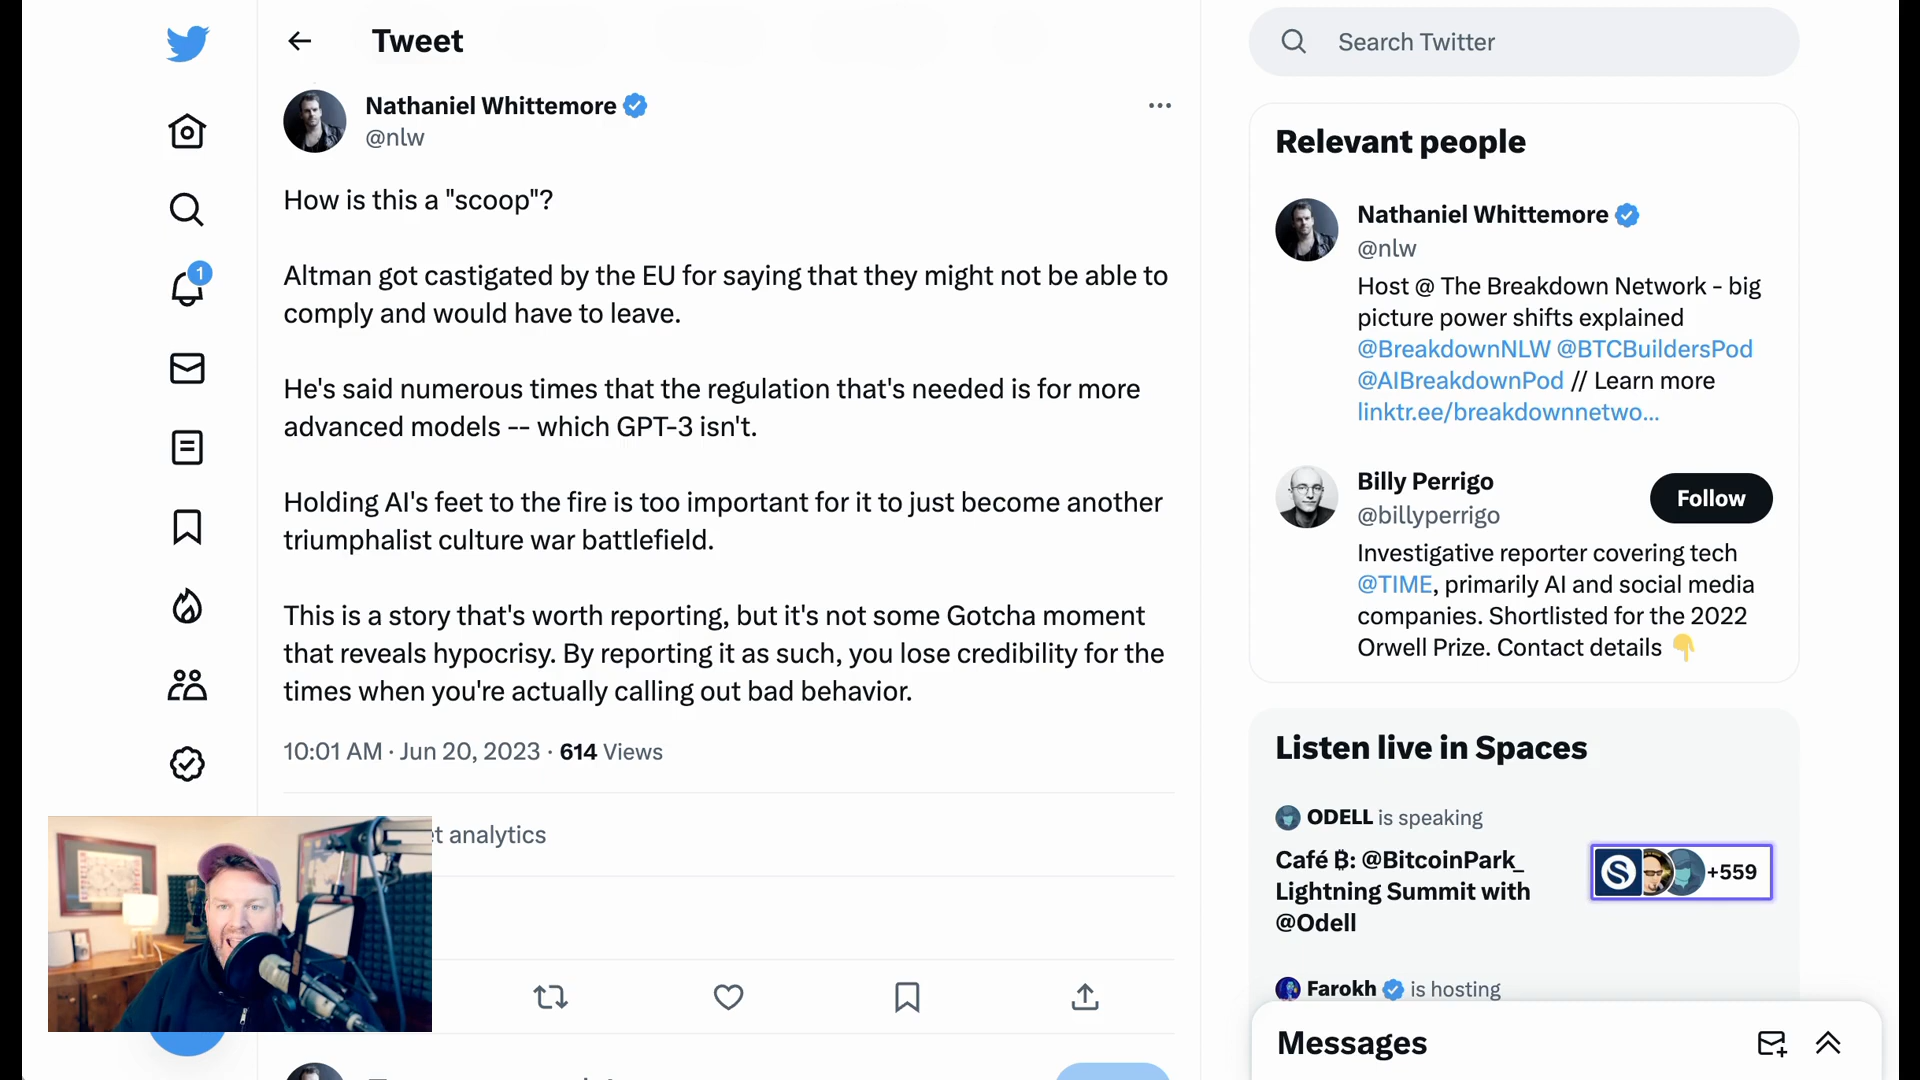 Tweet
Nathaniel Whittemore
@nlw
How is this a "scoop"?
Altman got castigated by the EU for saying that they might not be able to
comply and would have to leave.
He's said numerous times that the regulation that's needed is for more
advanced models -- which GPT-3 isn't.
Holding AI's feet to the fire is too important for it to just become another
triumphalist culture war battlefield.
This is a story that's worth reporting, but it's not some Gotcha moment
that reveals hypocrisy. By reporting it as such, you lose credibility for the
times when you're actually calling out bad behavior.
10:01 AM · Jun 20, 2023 · 614 Views
analytics
1
Search Twitter
Relevant people
Nathaniel Whittemore
@nlw
Host @ The Breakdown Network - big
picture power shifts explained
@BreakdownNLW @BTCBuildersPod
@AIBreakdownPod // Learn more
linktr.ee/breakdownnetwo...
Billy Perrigo
@billyperrigo
Follow
Investigative reporter covering tech
@TIME, primarily AI and social media
companies. Shortlisted for the 2022
Orwell Prize. Contact details 👇
Listen live in Spaces
ODELL is speaking
Café ₿: @BitcoinPark_
Lightning Summit with
@Odell
+559
Farokh is hosting
Messages